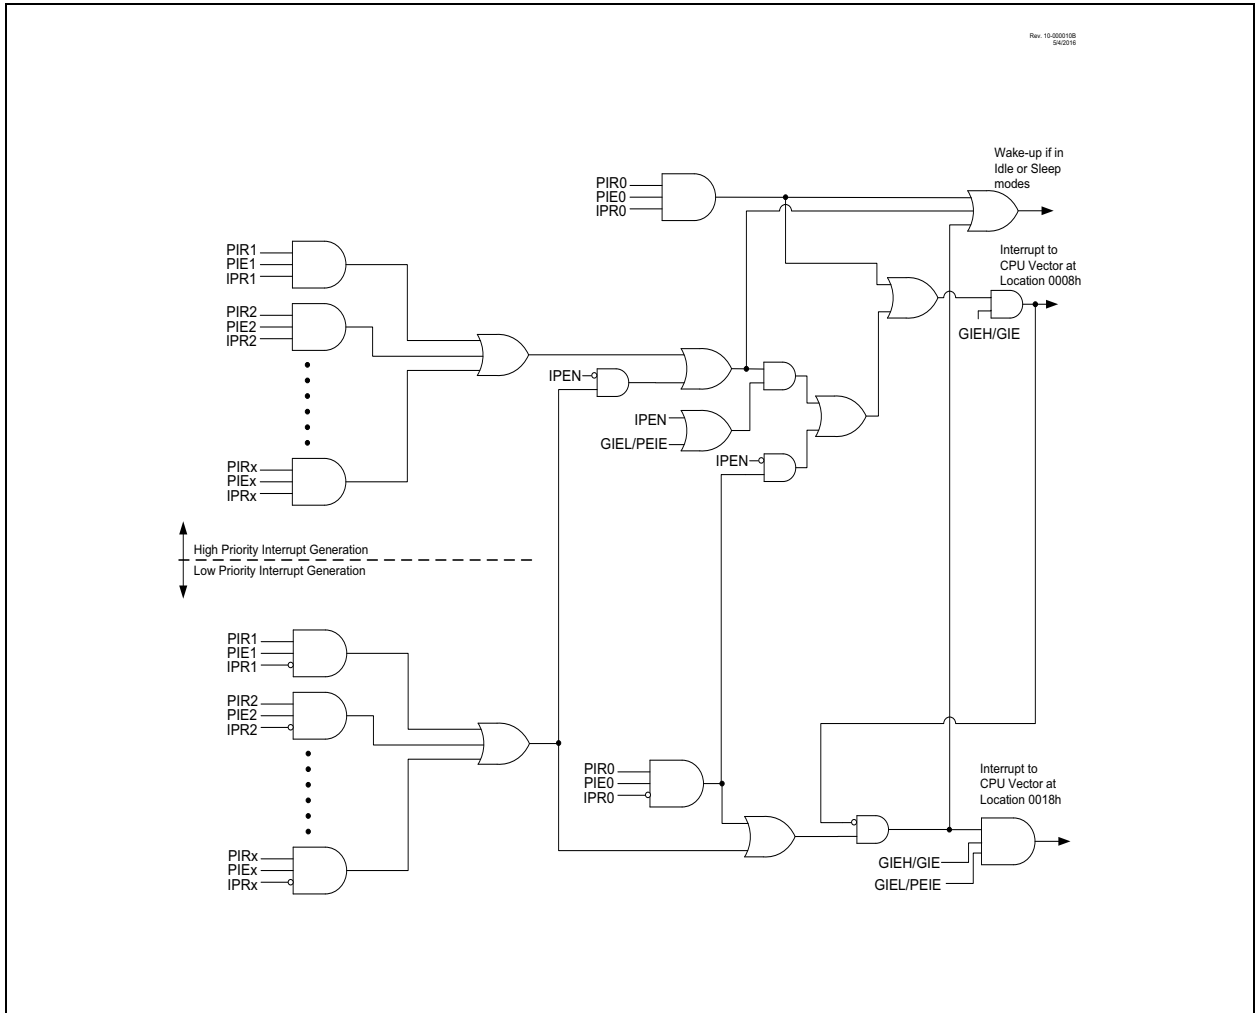 Rev. 10-000010B
5/4/2016
Wake-up if in
Idle or Sleep
modes
PIR0
PIE0
IPR0
PIR1
PIE1
IPR1
Interrupt to
CPU Vector at
Location 0008h
PIR2
PIE2
IPR2
GIEH/GIE
IPEN
IPEN
GIEL/PEIE
IPEN
PIRx
PIEx
IPRx
High Priority Interrupt Generation
Low Priority Interrupt Generation
PIR1
PIE1
IPR1
PIR2
PIE2
IPR2
PIR0
PIE0
IPR0
Interrupt to
CPU Vector at
Location 0018h
PIRx
PIEx
IPRx
GIEH/GIE
GIEL/PEIE